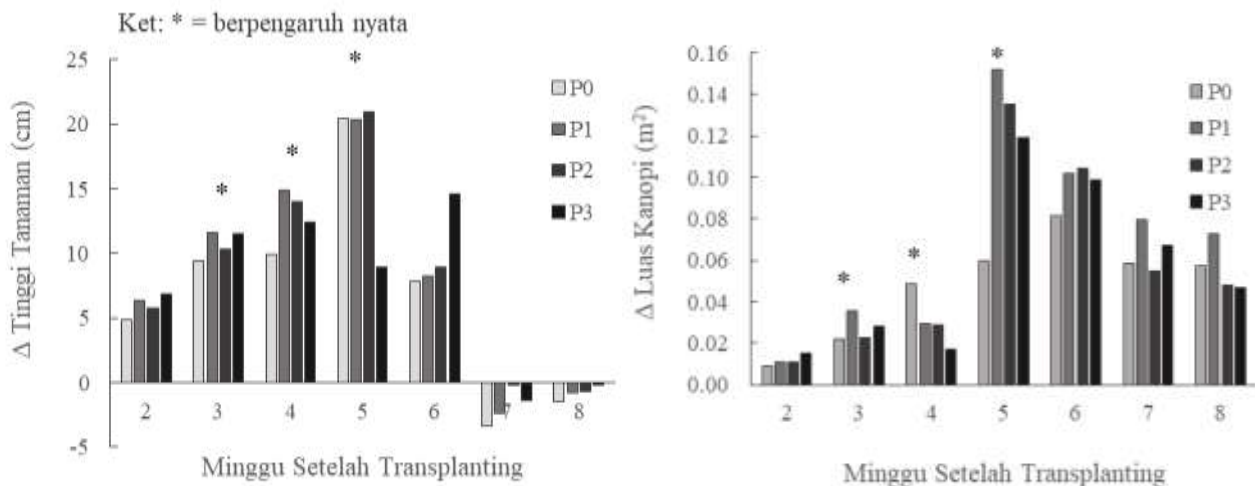 Ket: * = berpengaruh nyata
Δ Tinggi Tanaman (cm)
25
20
15
10
5
0
-5
*
*
*
P0
P1
P2
P3
2 3 4 5 6 7 8
Minggu Setelah Transplanting
Δ Luas Kanopi (m²)
0.16
0.14
0.12
0.10
0.08
0.06
0.04
0.02
0.00
*
*
*
P0
P1
P2
P3
2 3 4 5 6 7 8
Minggu Setelah Transplanting